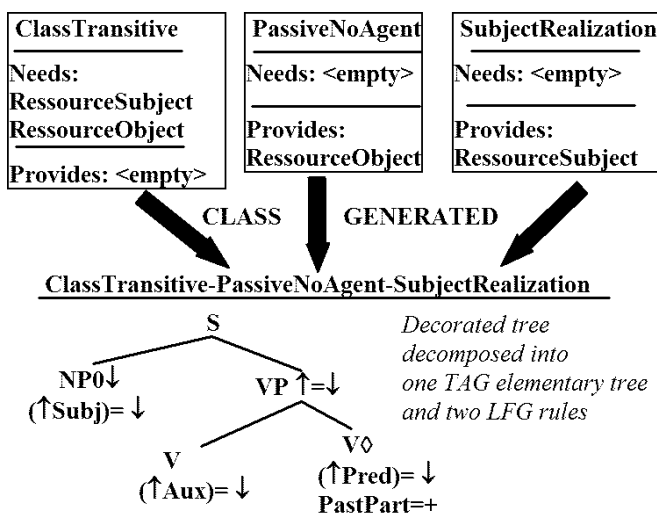 ClassTransitive
Needs:
RessourceSubject
RessourceObject
Provides: <empty>
PassiveNoAgent
Needs: <empty>
Provides:
RessourceObject
SubjectRealization
Needs: <empty>
Provides:
RessourceSubject
CLASS GENERATED
ClassTransitive-PassiveNoAgent-SubjectRealization
S
NP0↓
(↑Subj)= ↓
VP ↑=↓
V
(↑Aux)= ↓
V◊
(↑Pred)= ↓
PastPart=+
Decorated tree
decomposed into
one TAG elementary tree
and two LFG rules